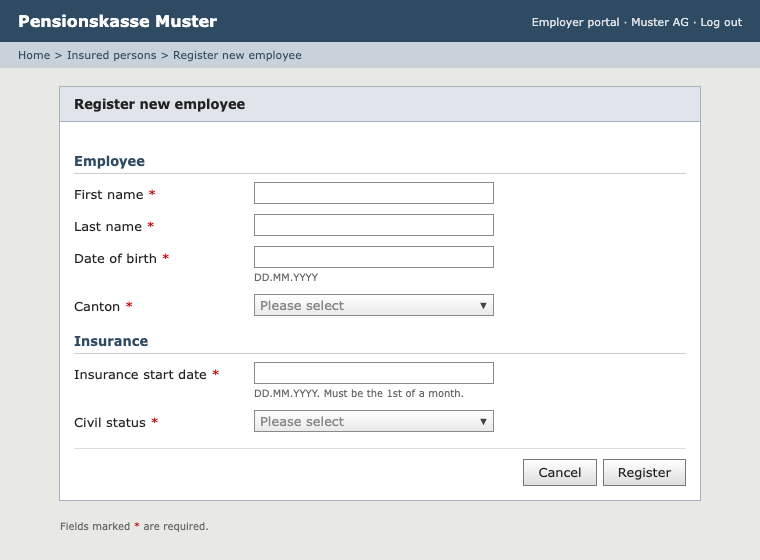 Pensionskasse Muster
Employer portal · Muster AG · Log out
Home > Insured persons > Register new employee
Register new employee
Employee
First name *
Last name *
Date of birth *
DD.MM.YYYY
Canton *
Please select ▼
Insurance
Insurance start date *
DD.MM.YYYY. Must be the 1st of a month.
Civil status *
Please select ▼
Cancel
Register
Fields marked * are required.